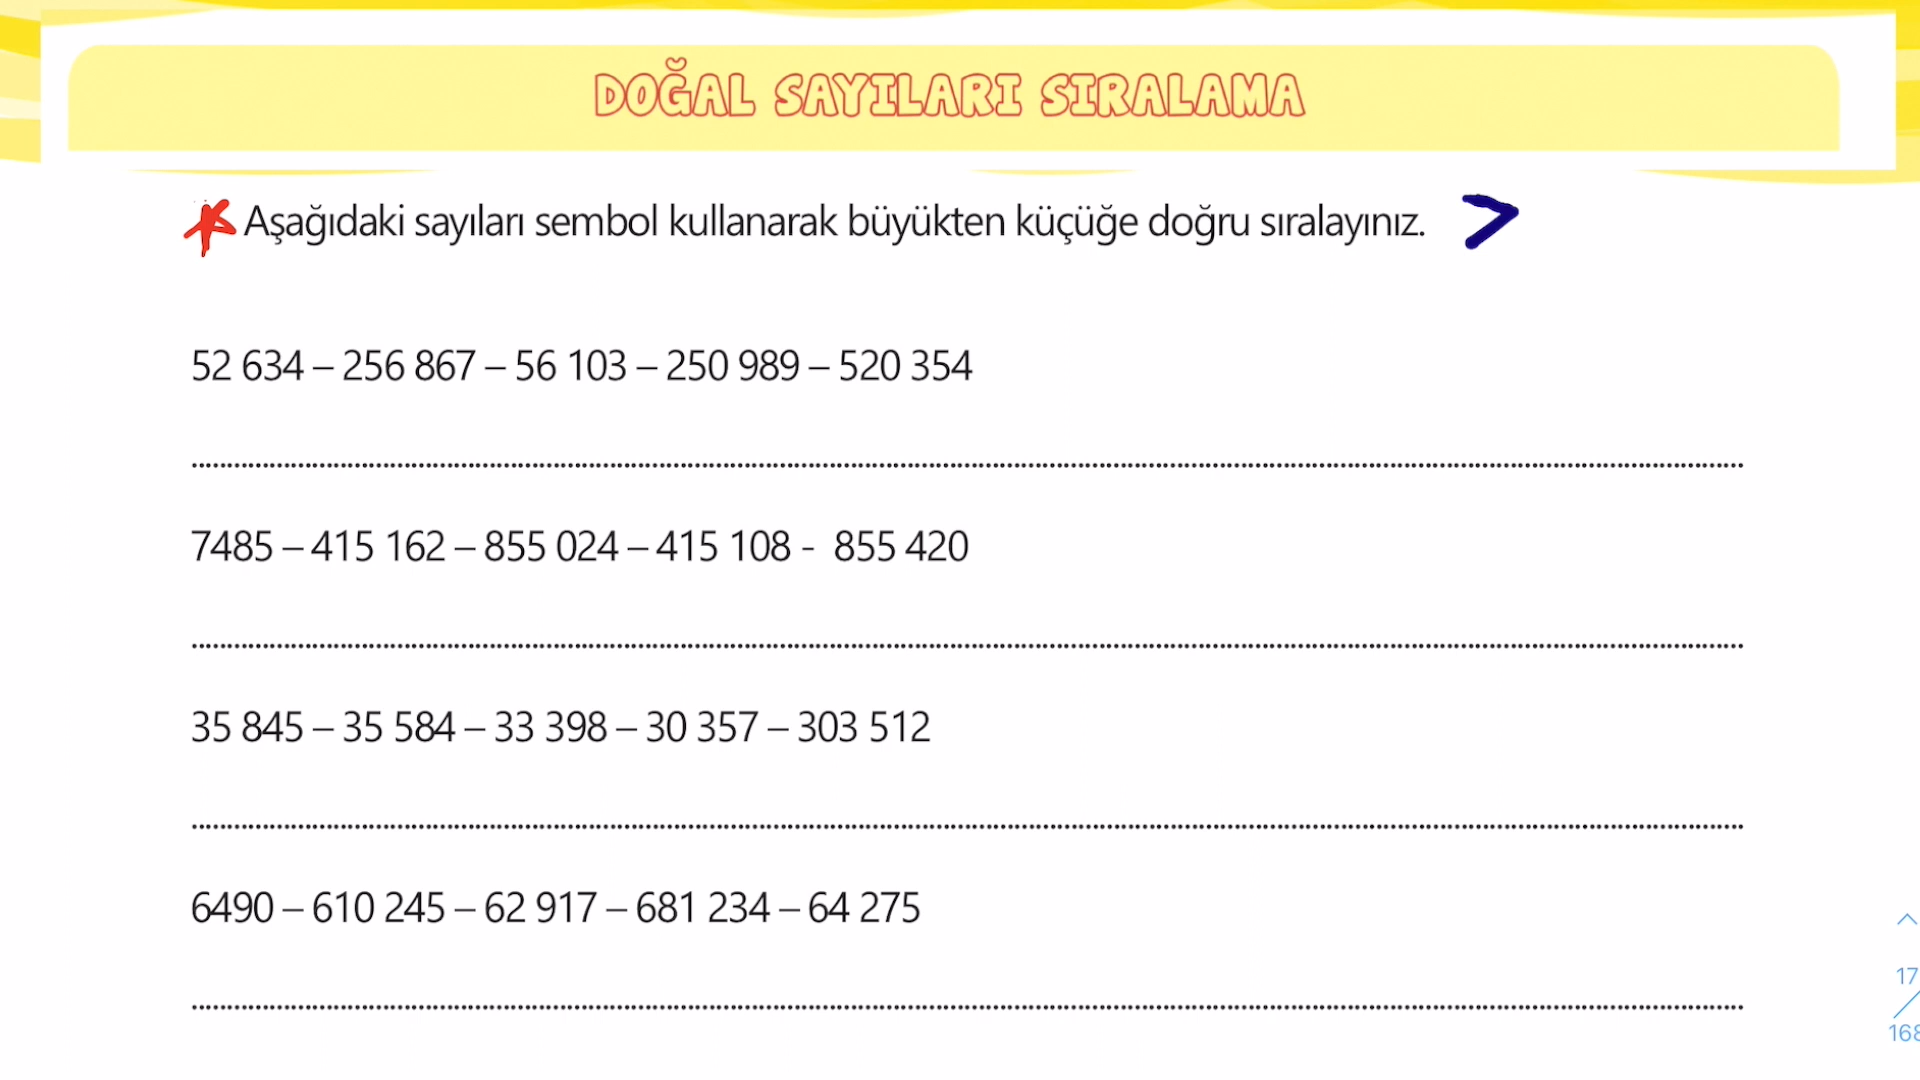 DOĞAL SAYILARI SIRALAMA
Aşağıdaki sayıları sembol kullanarak büyükten küçüğe doğru sıralayınız. >
52 634 – 256 867 – 56 103 – 250 989 – 520 354
7485 – 415 162 – 855 024 – 415 108 - 855 420
35 845 – 35 584 – 33 398 – 30 357 – 303 512
6490 – 610 245 – 62 917 – 681 234 – 64 275
17
168